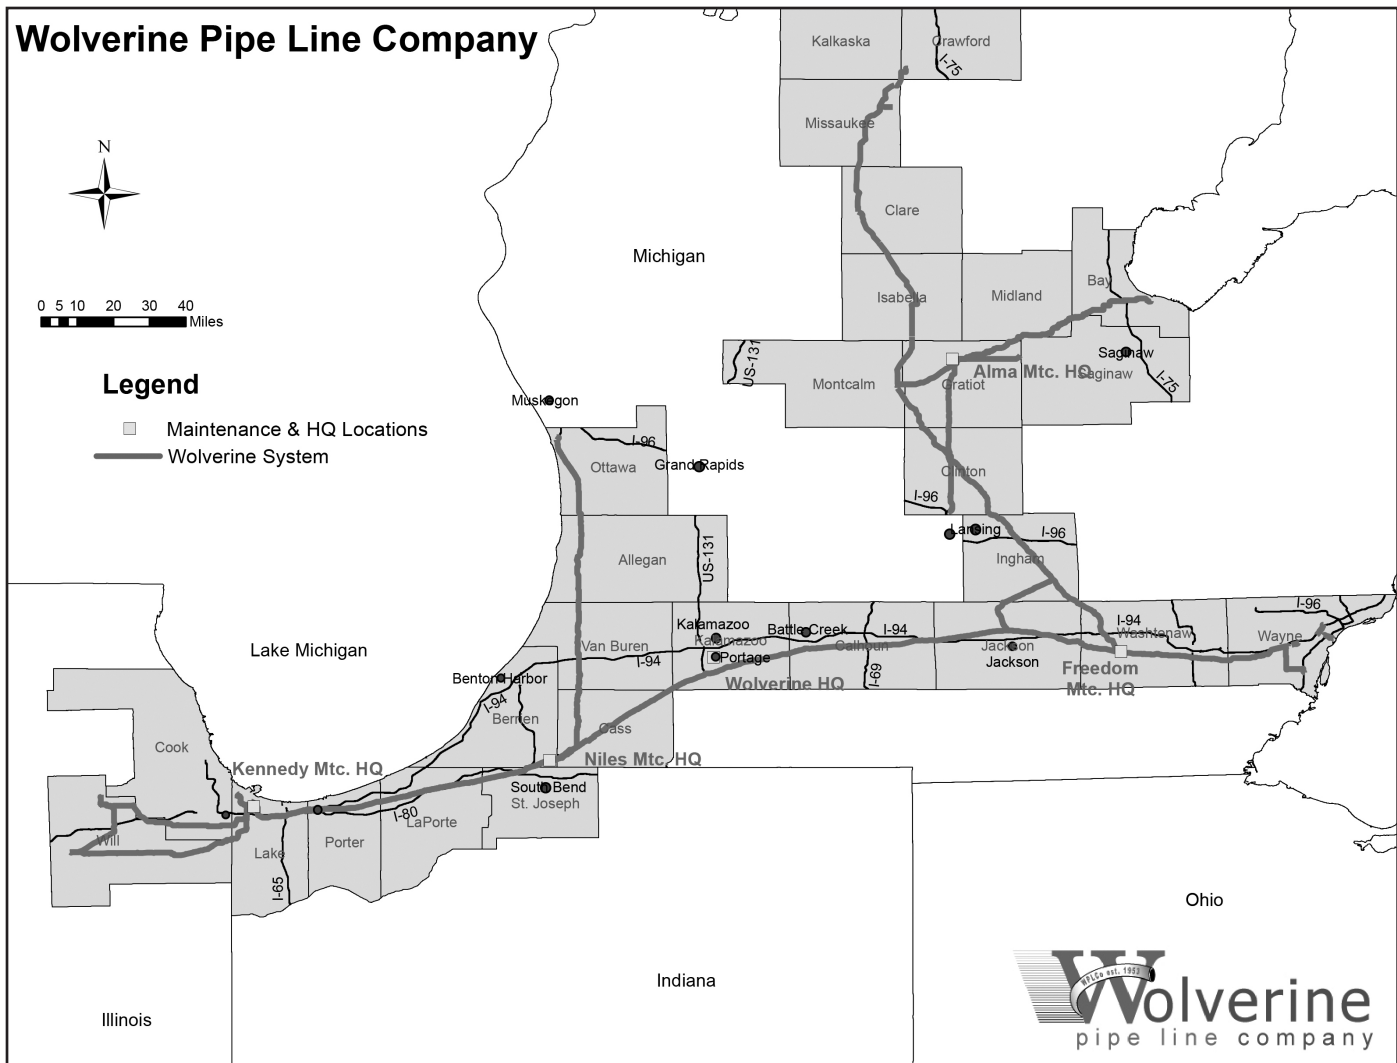 Wolverine Pipe Line Company
Kalkaska
Crawford
I-75
N
Missaukee
Clare
Michigan
Isabella
Midland
Bay
0 5 10 20 30 40
Miles
US-131
Saginaw
Alma Mtc. HQ
Saginaw
I-75
Legend
Montcalm
Gratiot
Muskegon
Maintenance & HQ Locations
Wolverine System
I-96
Ottawa
Grand Rapids
Clinton
I-96
Lansing
I-96
Ingham
Allegan
US-131
I-96
Kalamazoo
Kalamazoo
Battle Creek
I-94
I-94
Washtenaw
Wayne
Lake Michigan
Van Buren
I-94
Portage
Calhoun
Jackson
Jackson
Benton Harbor
Wolverine HQ
I-69
Freedom
Mtc. HQ
I-94
Berrien
Cass
Cook
Kennedy Mtc. HQ
Niles Mtc. HQ
South Bend
St. Joseph
I-80
LaPorte
Will
Lake
Porter
I-65
Ohio
Indiana
Illinois
WPLCo est. 1953
Wolverine
pipe line company